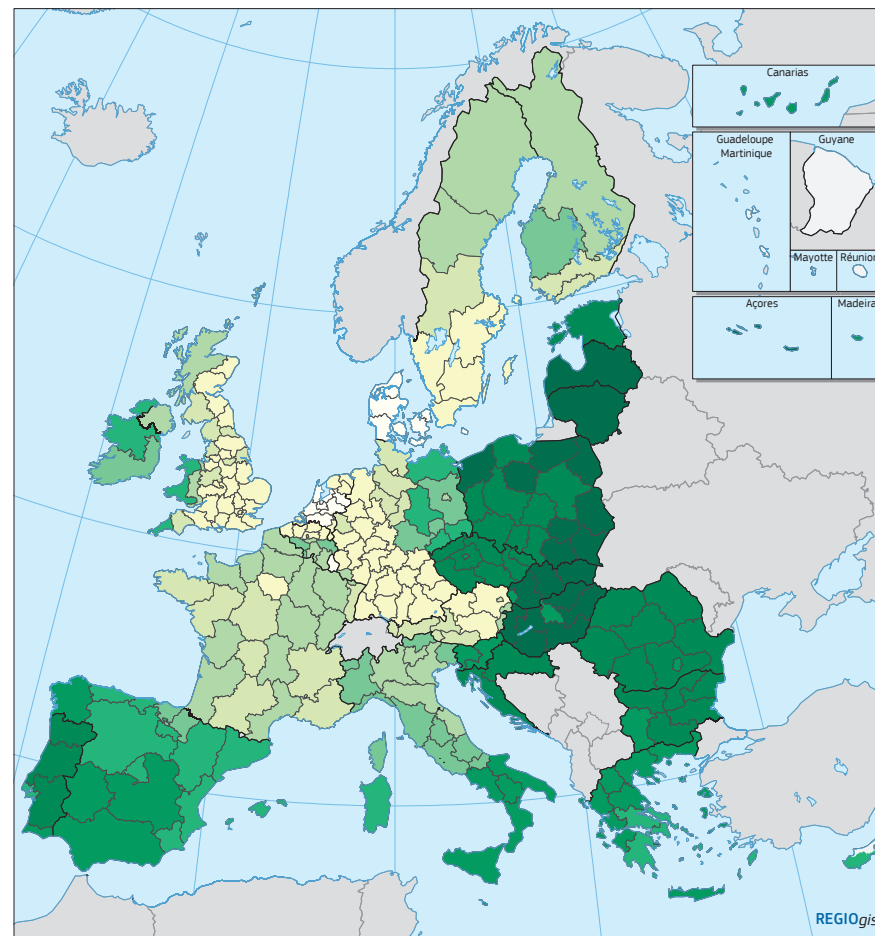 Canarias
Guadeloupe
Martinique
Guyane
Mayotte
Réunion
Açores
Madeira
REGIOgis